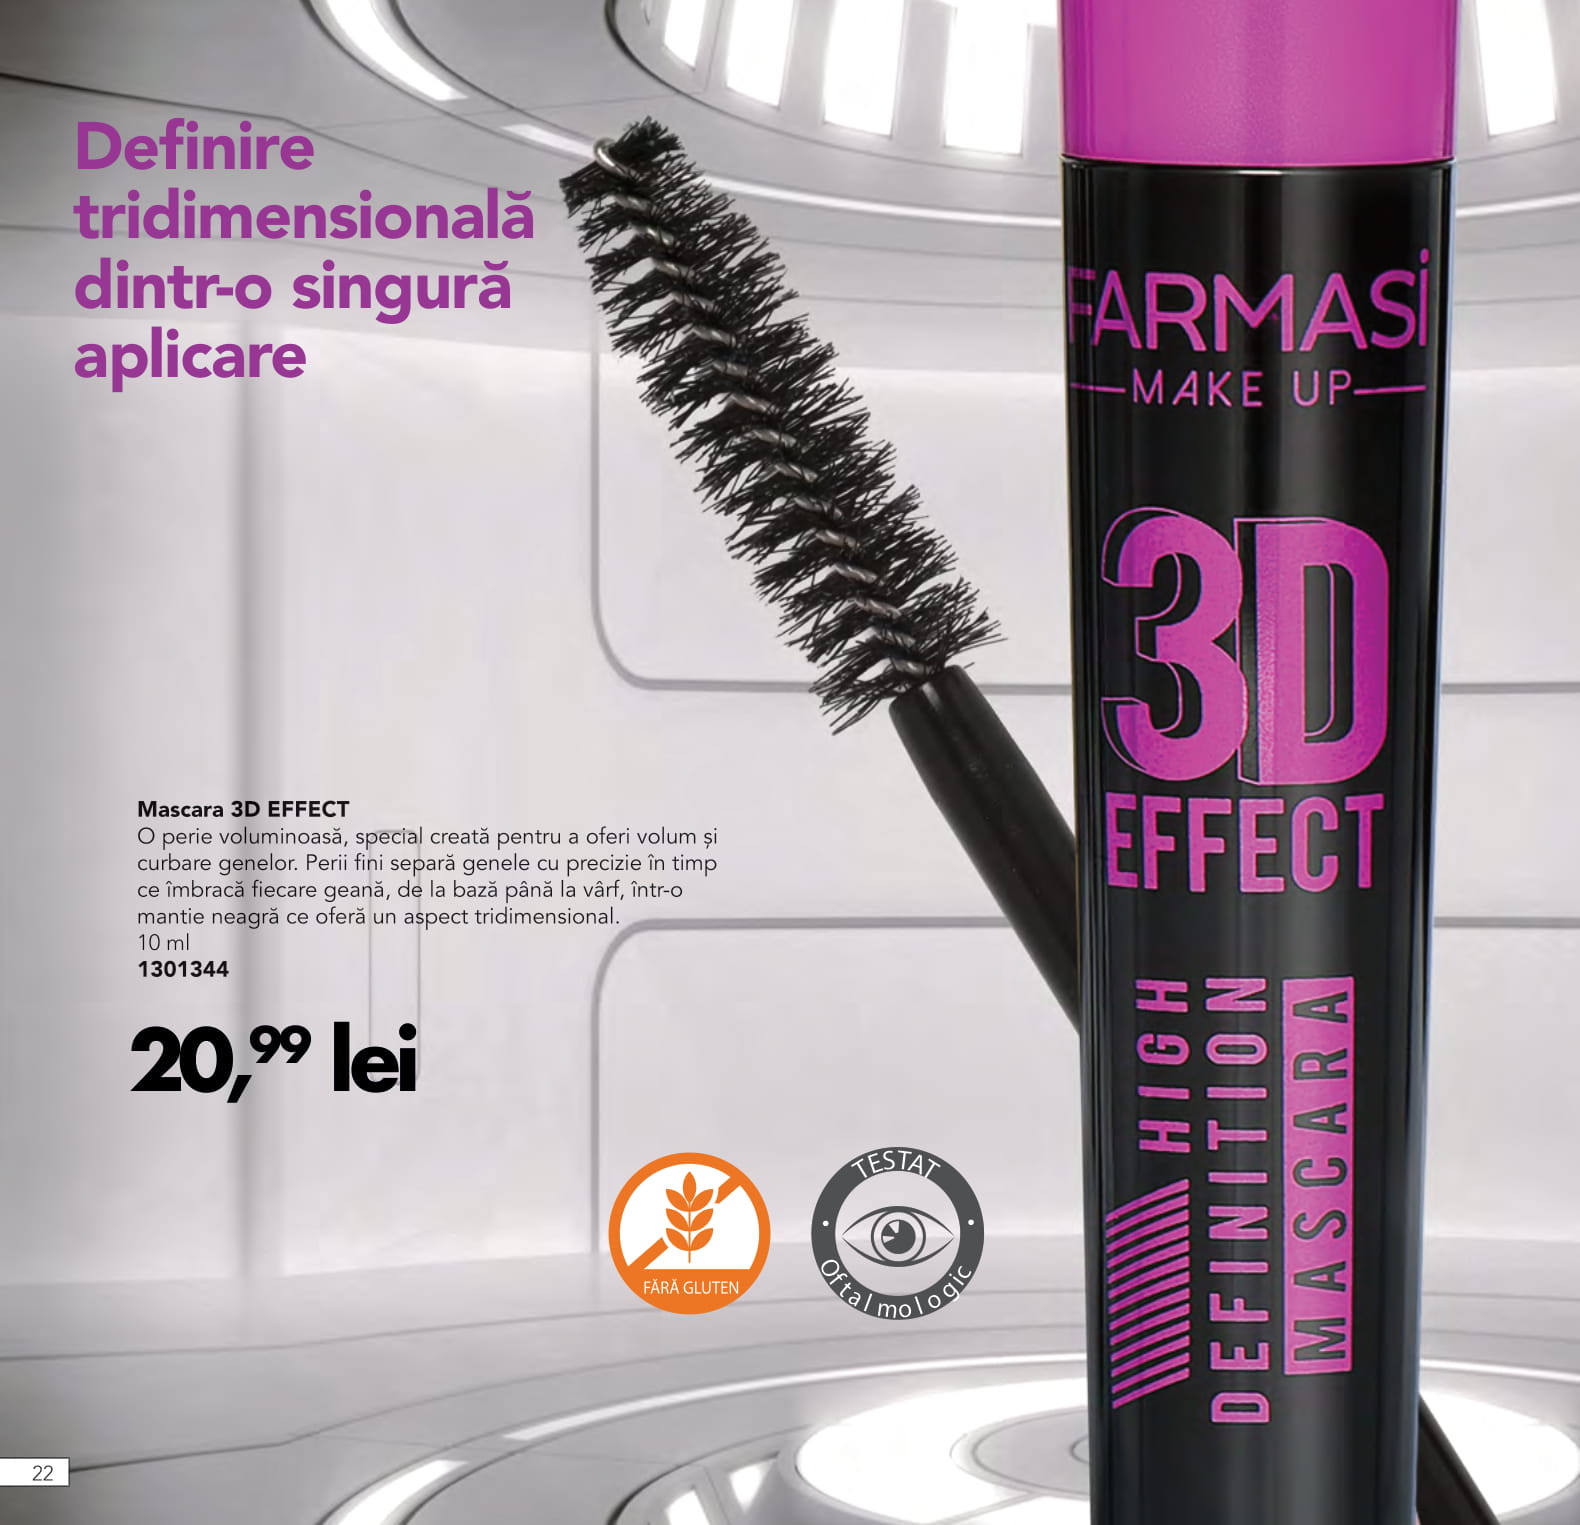 Definire
tridimensională
dintr-o singură
aplicare
FARMASİ
MAKE UP
3D
EFFECT
HIGH
DEFINITION
MASCARA
Mascara 3D EFFECT
O perie voluminoasă, special creată pentru a oferi volum și
curbare genelor. Perii fini separă genele cu precizie în timp
ce îmbracă fiecare geană, de la bază până la vârf, într-o
mantie neagră ce oferă un aspect tridimensional.
10 ml
1301344
20,99 lei
FĂRĂ GLUTEN
TESTAT
Oftalmologic
22